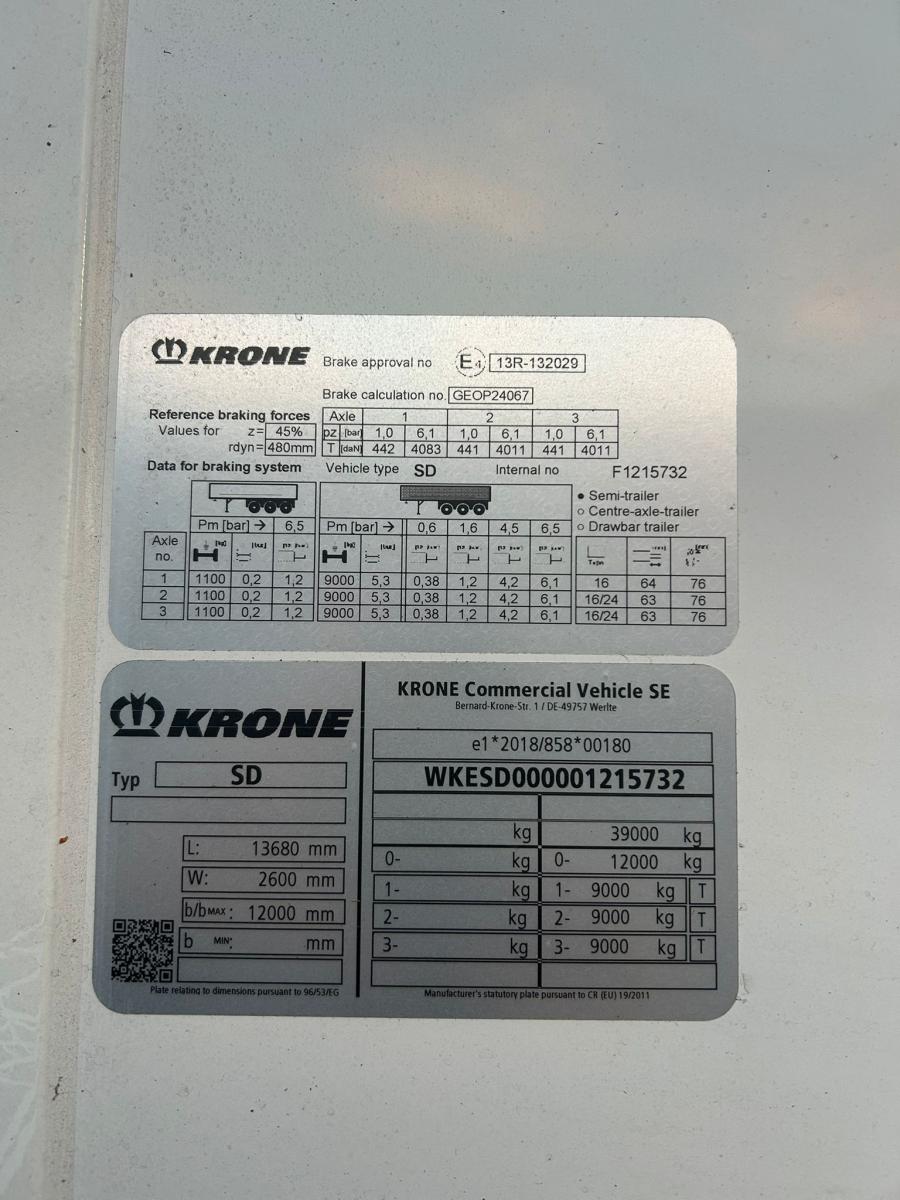 KRONE
Brake approval no E4 13R-132029
Brake calculation no. GEOP24067
Reference braking forces
Values for z= 45%
rdyn= 480mm
Axle 1 2 3
pz [bar] 1,0 6,1 1,0 6,1 1,0 6,1
T [daN] 442 4083 441 4011 441 4011
Data for braking system Vehicle type SD Internal no F1215732
• Semi-trailer
○ Centre-axle-trailer
○ Drawbar trailer
Pm [bar] → 6,5 Pm [bar] → 0,6 1,6 4,5 6,5
Axle no.
1 1100 0,2 1,2 9000 5,3 0,38 1,2 4,2 6,1 16 64 76
2 1100 0,2 1,2 9000 5,3 0,38 1,2 4,2 6,1 16/24 63 76
3 1100 0,2 1,2 9000 5,3 0,38 1,2 4,2 6,1 16/24 63 76
KRONE
Typ SD
L: 13680 mm
W: 2600 mm
b/b MAX: 12000 mm
b MIN: mm
Plate relating to dimensions pursuant to 96/53/EG
KRONE Commercial Vehicle SE
Bernard-Krone-Str. 1 / DE-49757 Werlte
e1*2018/858*00180
WKESD000001215732
kg 39000 kg
0- kg 0- 12000 kg
1- kg 1- 9000 kg T
2- kg 2- 9000 kg T
3- kg 3- 9000 kg T
Manufacturer's statutory plate pursuant to CR (EU) 19/2011